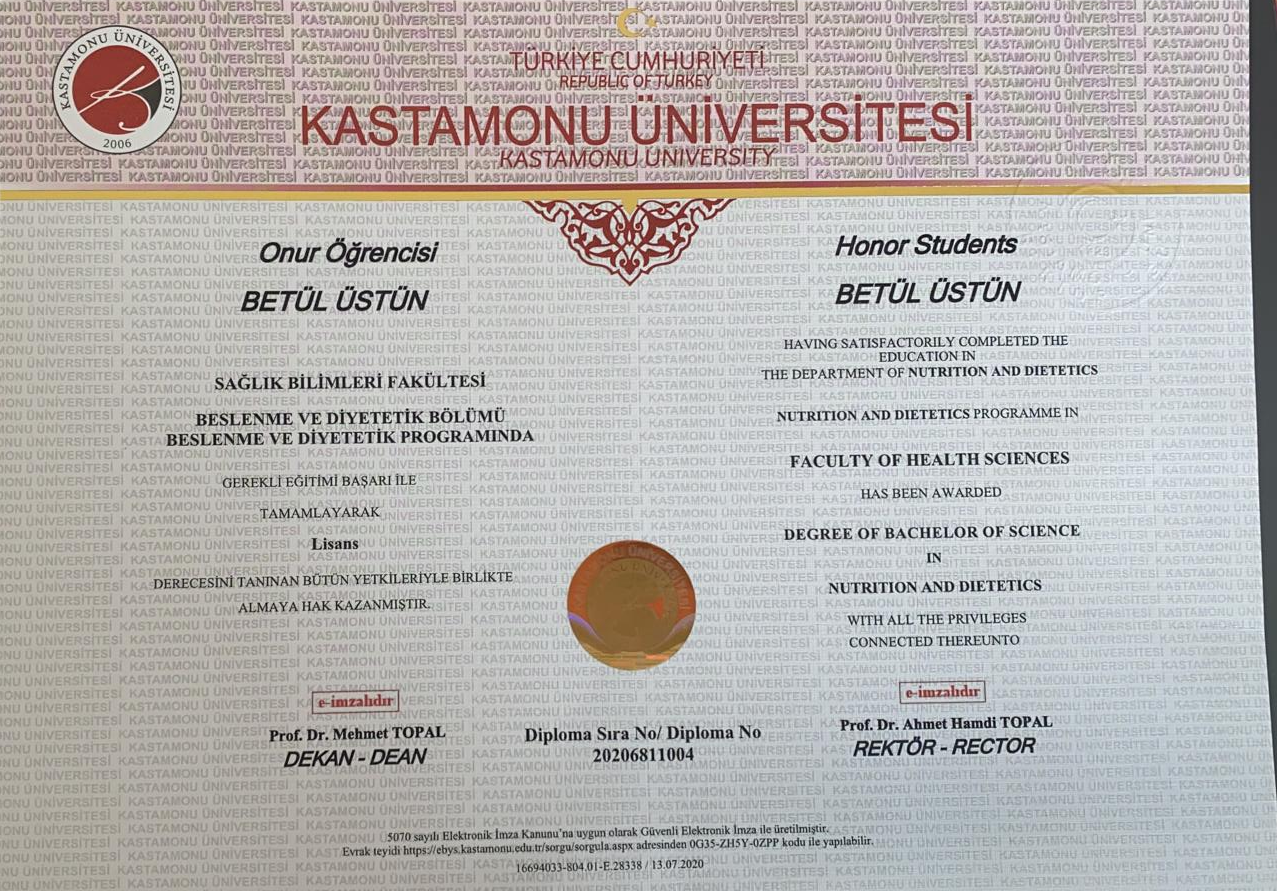 KASTAMONU ÜNİVERSİTESİ
2006
TÜRKİYE CUMHURİYETİ
REPUBLIC OF TURKEY
KASTAMONU ÜNİVERSİTESİ
KASTAMONU UNIVERSITY
Onur Öğrencisi
BETÜL ÜSTÜN
SAĞLIK BİLİMLERİ FAKÜLTESİ
BESLENME VE DİYETETİK BÖLÜMÜ
BESLENME VE DİYETETİK PROGRAMINDA
GEREKLİ EĞİTİMİ BAŞARI İLE
TAMAMLAYARAK
Lisans
DERECESİNİ TANINAN BÜTÜN YETKİLERİYLE BİRLİKTE
ALMAYA HAK KAZANMIŞTIR.
e-imzalıdır
Prof. Dr. Mehmet TOPAL
DEKAN - DEAN
Honor Students
BETÜL ÜSTÜN
HAVING SATISFACTORILY COMPLETED THE
EDUCATION IN
THE DEPARTMENT OF NUTRITION AND DIETETICS
NUTRITION AND DIETETICS PROGRAMME IN
FACULTY OF HEALTH SCIENCES
HAS BEEN AWARDED
DEGREE OF BACHELOR OF SCIENCE
IN
NUTRITION AND DIETETICS
WITH ALL THE PRIVILEGES
CONNECTED THEREUNTO
e-imzalıdır
Prof. Dr. Ahmet Hamdi TOPAL
REKTÖR - RECTOR
Diploma Sıra No/ Diploma No
20206811004
5070 sayılı Elektronik İmza Kanunu'na uygun olarak Güvenli Elektronik İmza ile üretilmiştir.
Evrak teyidi https://ebys.kastamonu.edu.tr/sorgu/sorgula.aspx adresinden 0G35-ZH5Y-0ZPP kodu ile yapılabilir.
16694033-804.01-E.28338 / 13.07.2020